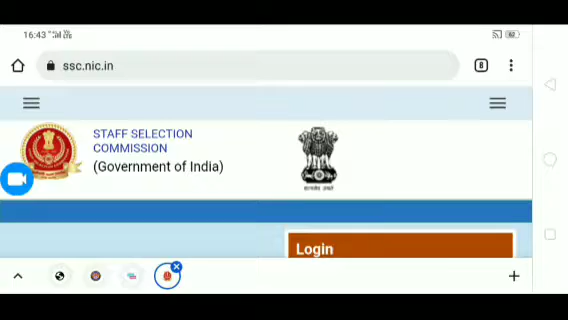 16:43
ssc.nic.in
8
STAFF SELECTION
COMMISSION
(Government of India)
Login